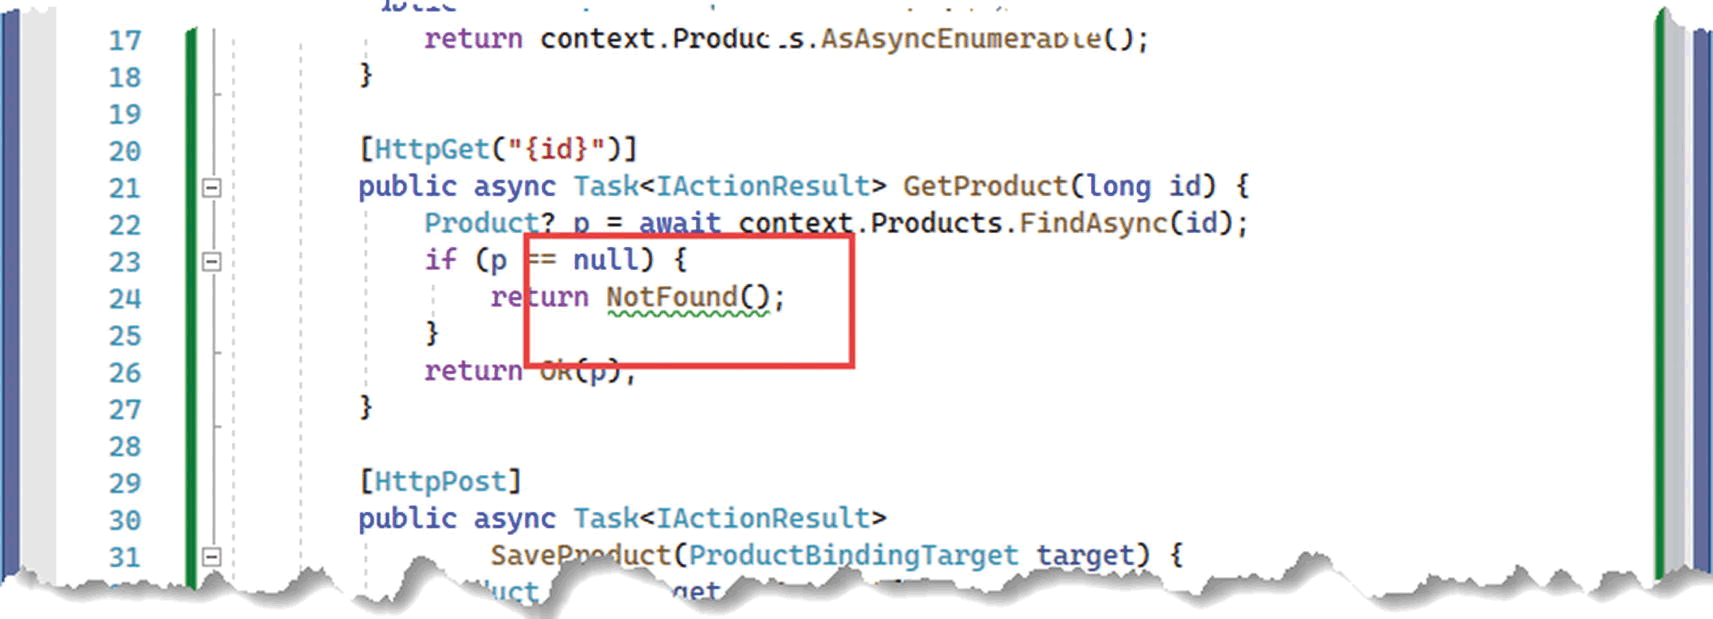 17 return context.Products.AsAsyncEnumerable();
18 }
19
20 [HttpGet("{id}")]
21 public async Task<IActionResult> GetProduct(long id) {
22 Product? p = await context.Products.FindAsync(id);
23 if (p == null) {
24 return NotFound();
25 }
26 return Ok(p);
27 }
28
29 [HttpPost]
30 public async Task<IActionResult>
31 SaveProduct(ProductBindingTarget target) {